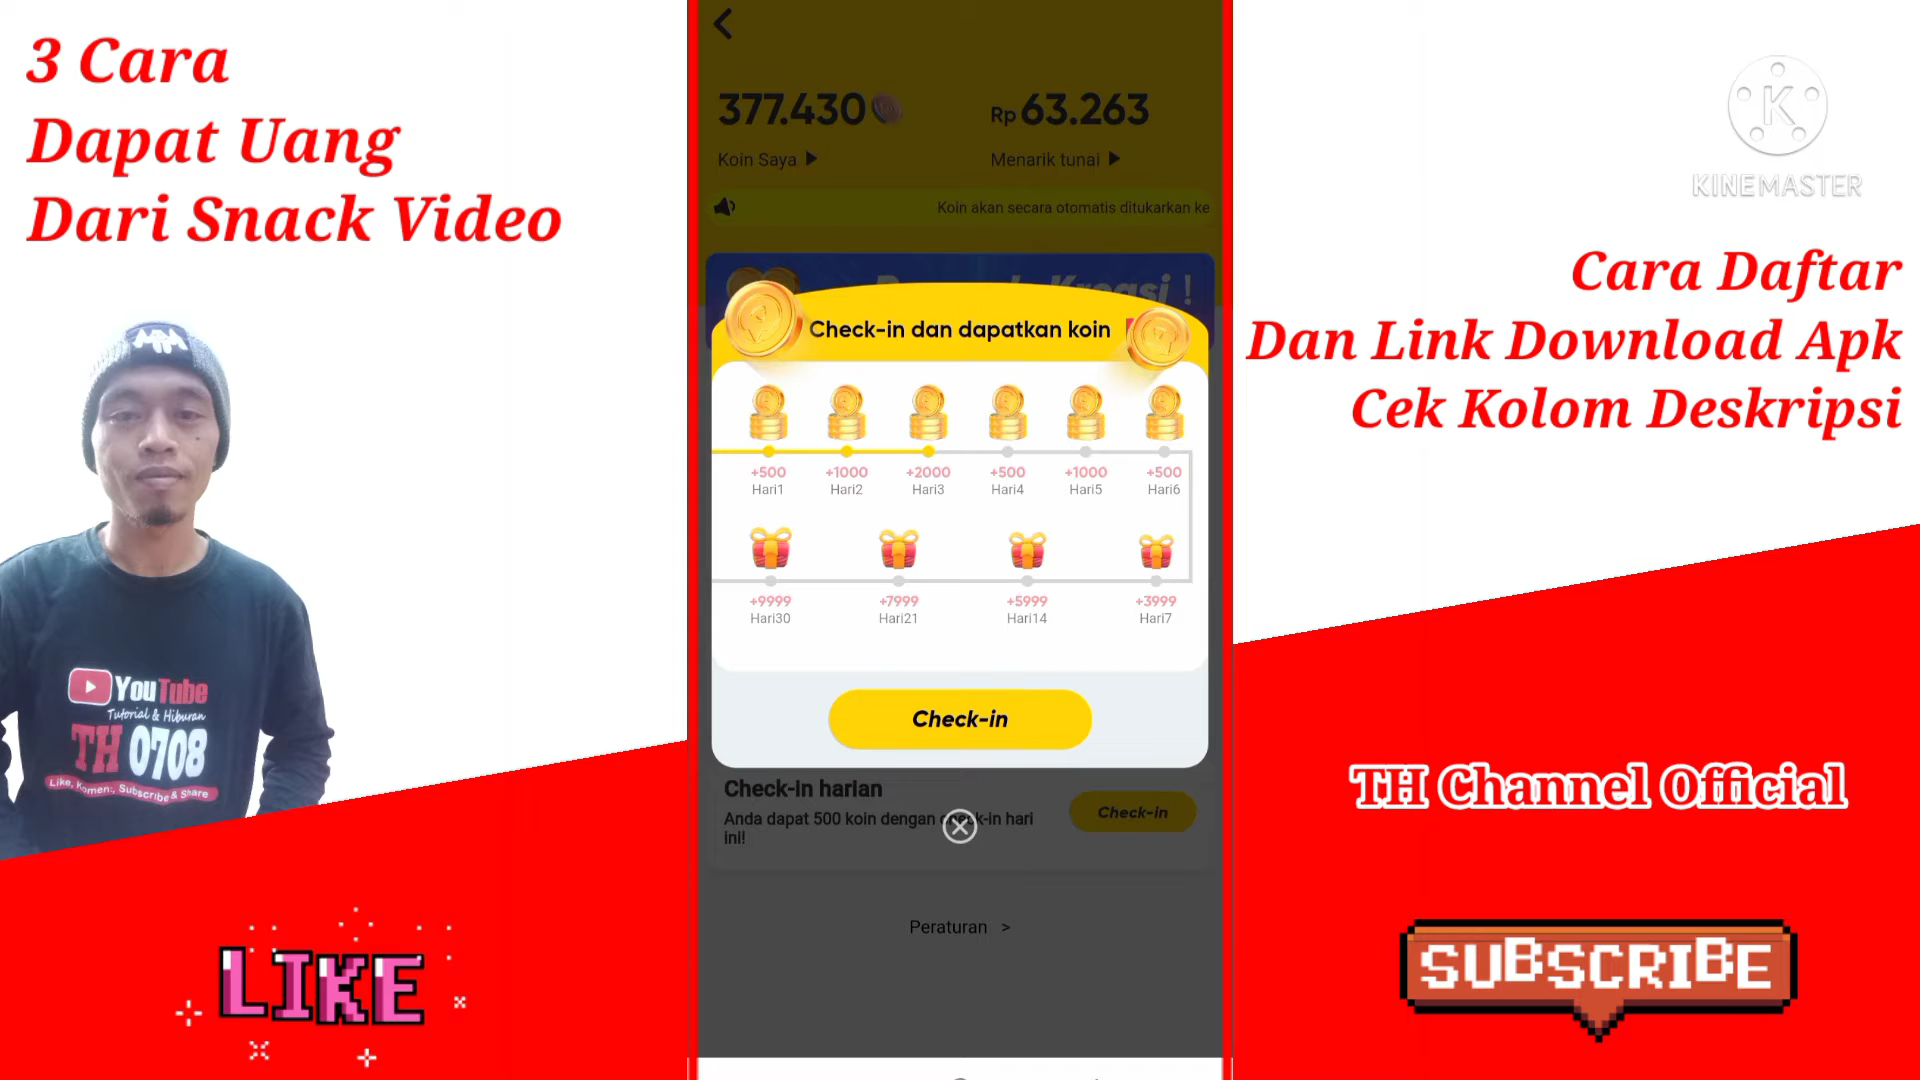 3 Cara
Dapat Uang
Dari Snack Video
YouTube
Tutorial & Hiburan
TH 0708
Like, Komen, Subscribe & Share
LIKE
377.430
Rp 63.263
Koin Saya
Menarik tunai
Koin akan secara otomatis ditukarkan ke
Kreasi !
Check-in dan dapatkan koin
+500 +1000 +2000 +500 +1000 +500
Hari1 Hari2 Hari3 Hari4 Hari5 Hari6
+9999 +7999 +5999 +3999
Hari30 Hari21 Hari14 Hari7
Check-in
Check-in harian
Anda dapat 500 koin dengan check-in hari
ini!
Check-in
Peraturan >
KINEMASTER
Cara Daftar
Dan Link Download Apk
Cek Kolom Deskripsi
TH Channel Official
SUBSCRIBE